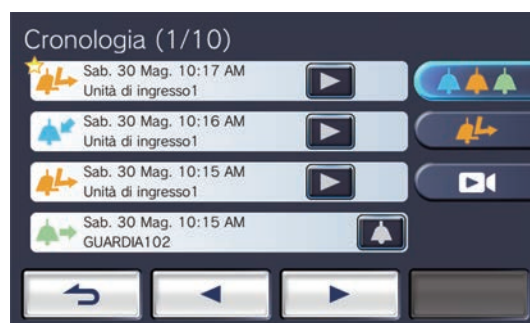 Cronologia (1/10)
Sab. 30 Mag. 10:17 AM
Unità di ingresso1
Sab. 30 Mag. 10:16 AM
Unità di ingresso1
Sab. 30 Mag. 10:15 AM
Unità di ingresso1
Sab. 30 Mag. 10:15 AM
GUARDIA102